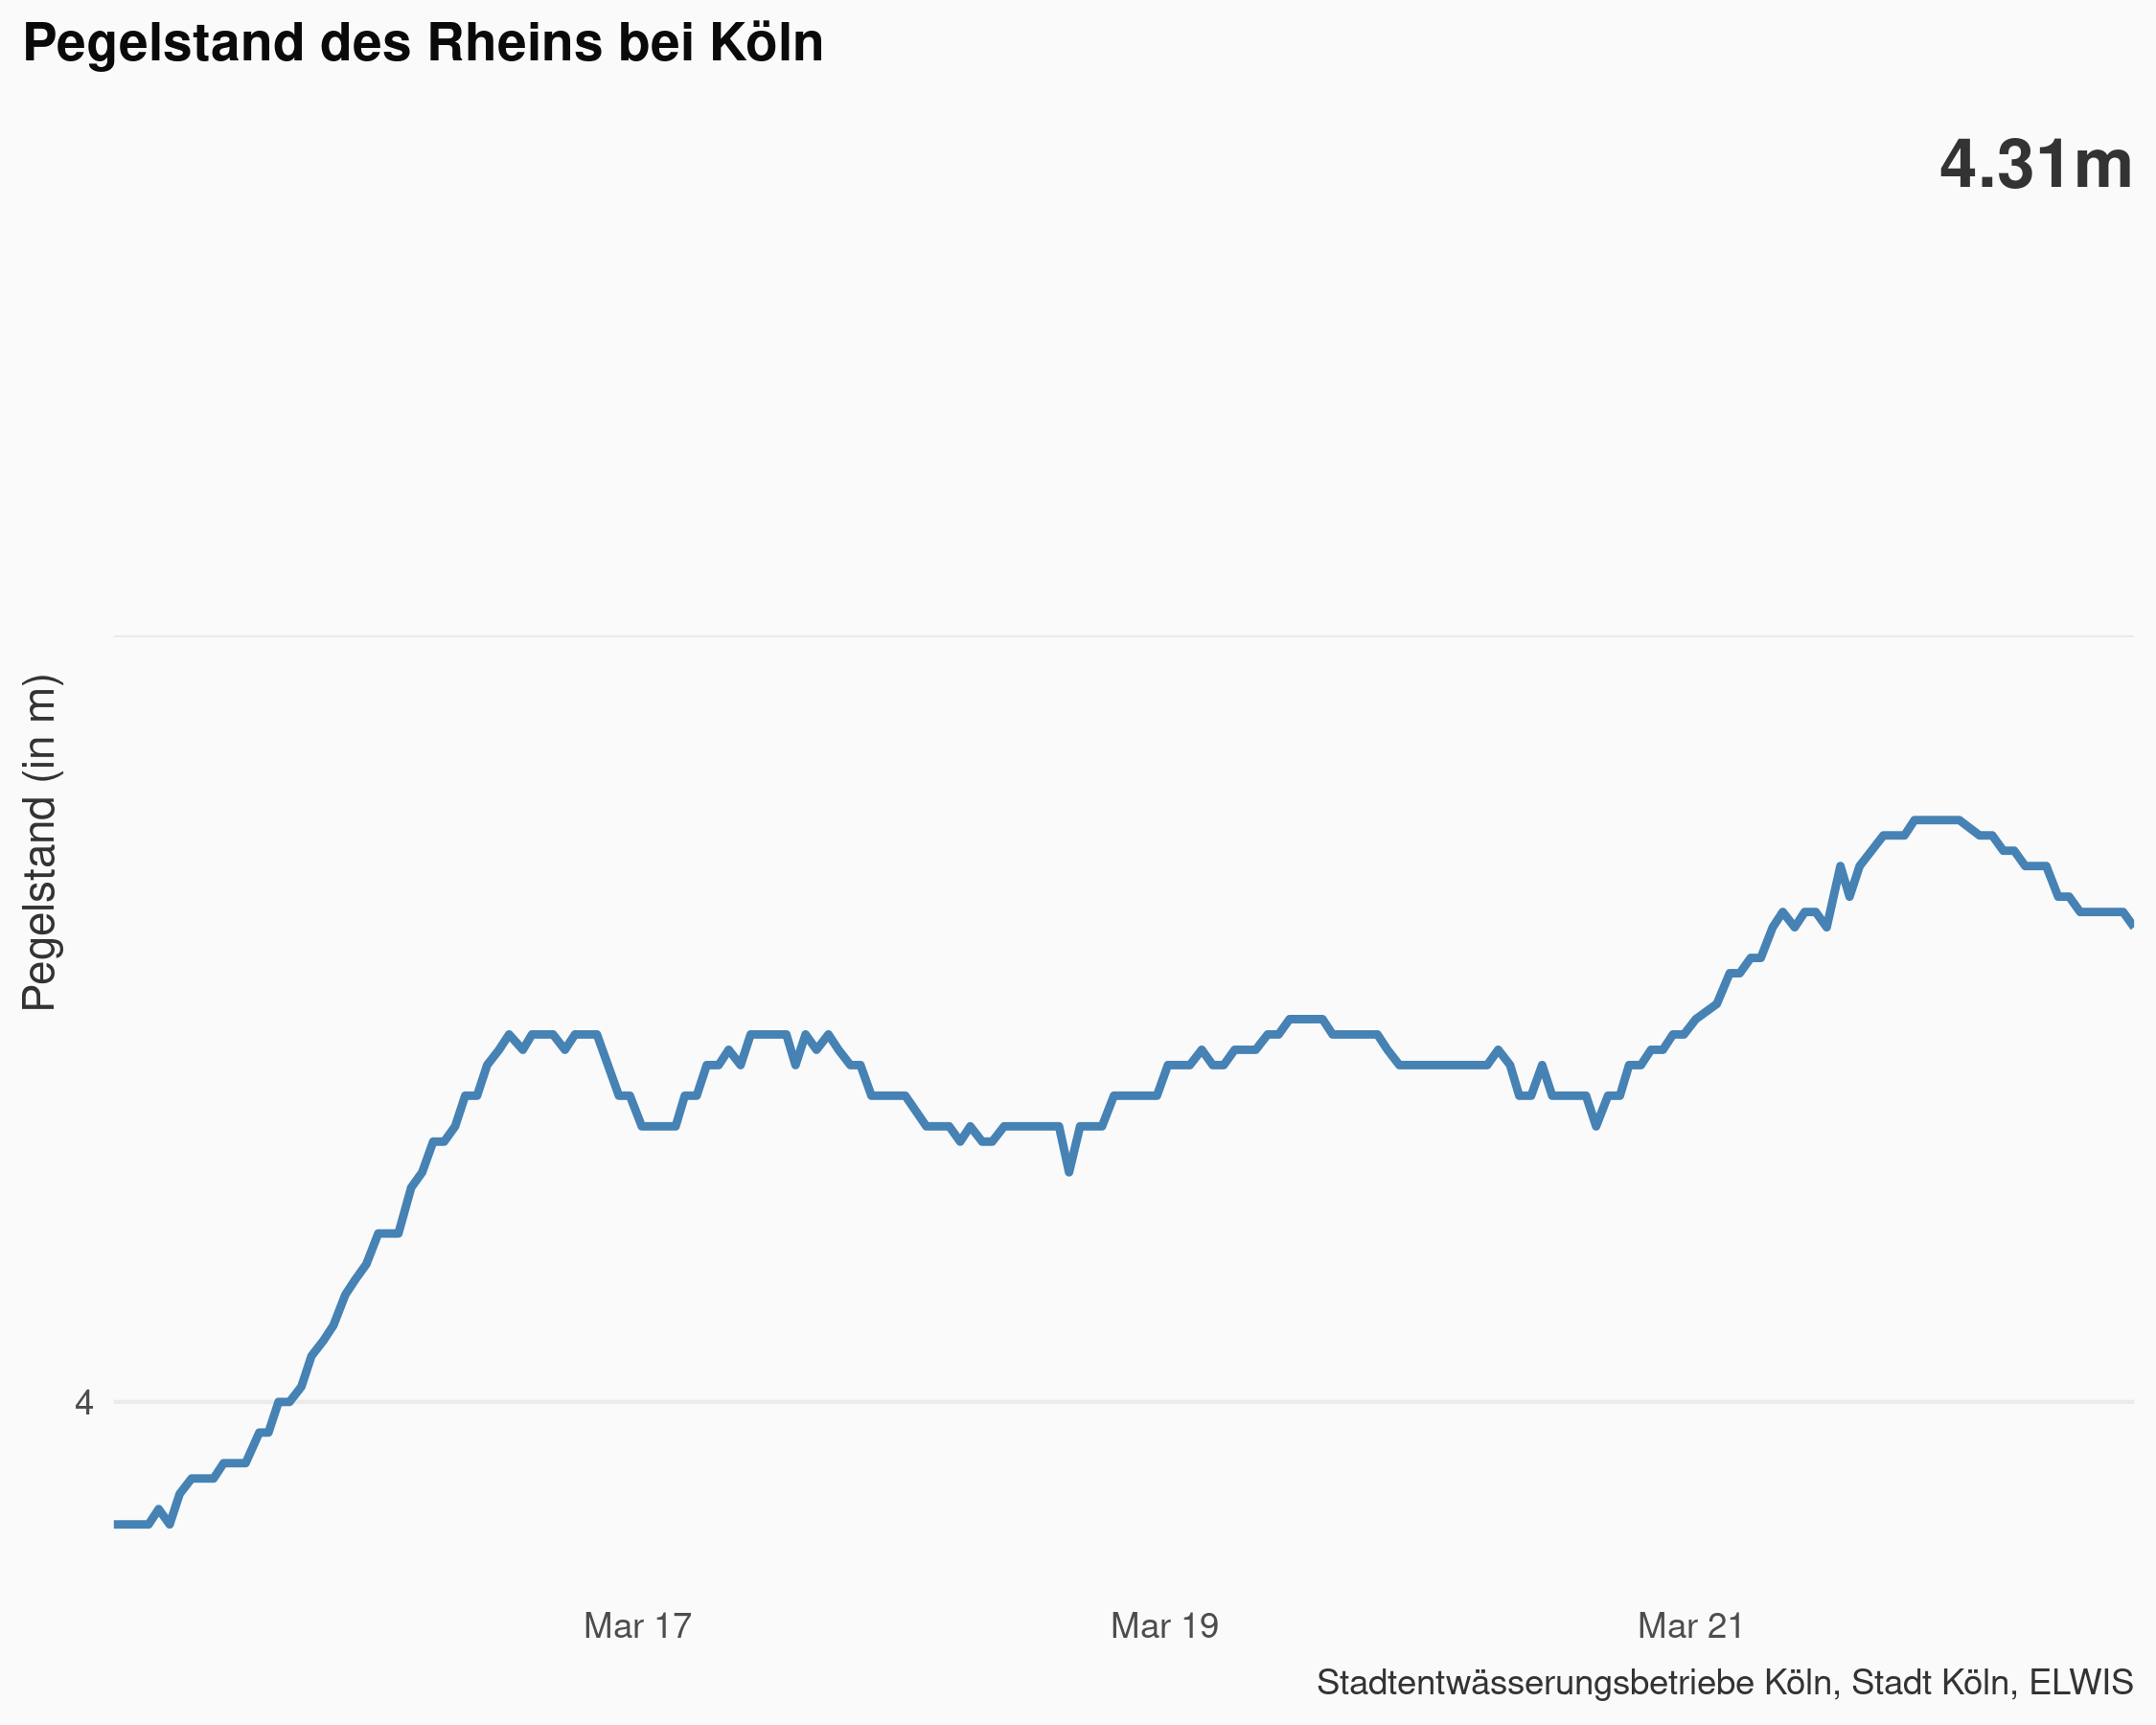 Pegelstand des Rheins bei Köln
4.31m
Pegelstand (in m)
4
Mar 17
Mar 19
Mar 21
Stadtentwässerungsbetriebe Köln, Stadt Köln, ELWIS